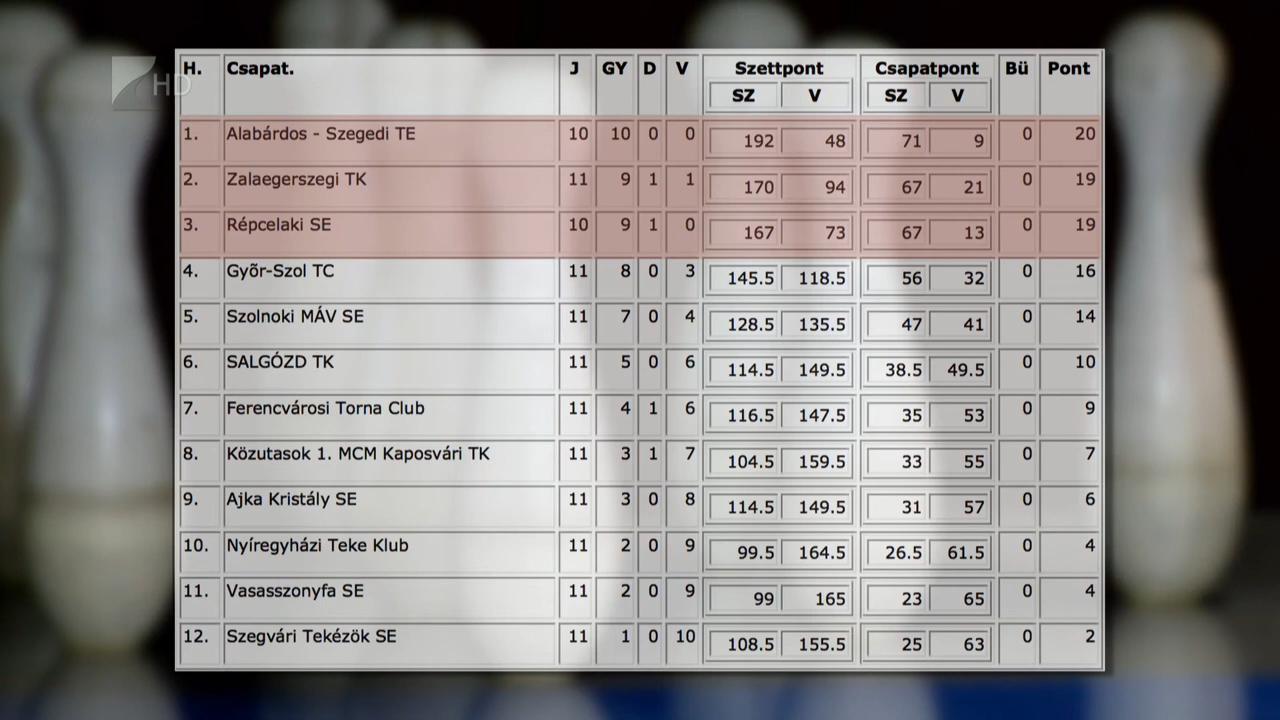 HD
H. Csapat. J GY D V Szettpont Csapatpont Bü Pont
SZ V SZ V
1. Alabárdos - Szegedi TE 10 10 0 0 192 48 71 9 0 20
2. Zalaegerszegi TK 11 9 1 1 170 94 67 21 0 19
3. Répcelaki SE 10 9 1 0 167 73 67 13 0 19
4. Gyõr-Szol TC 11 8 0 3 145.5 118.5 56 32 0 16
5. Szolnoki MÁV SE 11 7 0 4 128.5 135.5 47 41 0 14
6. SALGÓZD TK 11 5 0 6 114.5 149.5 38.5 49.5 0 10
7. Ferencvárosi Torna Club 11 4 1 6 116.5 147.5 35 53 0 9
8. Közutasok 1. MCM Kaposvári TK 11 3 1 7 104.5 159.5 33 55 0 7
9. Ajka Kristály SE 11 3 0 8 114.5 149.5 31 57 0 6
10. Nyíregyházi Teke Klub 11 2 0 9 99.5 164.5 26.5 61.5 0 4
11. Vasasszonyfa SE 11 2 0 9 99 165 23 65 0 4
12. Szegvári Tekézök SE 11 1 0 10 108.5 155.5 25 63 0 2